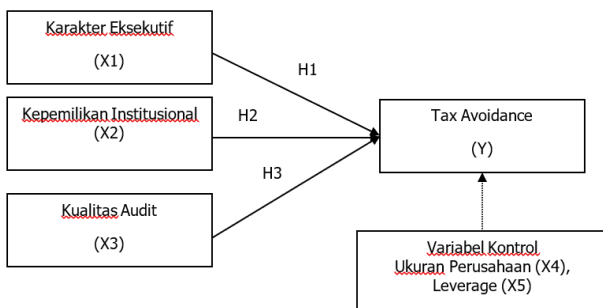 Karakter Eksekutif
(X1)
H1
Kepemilikan Institusional
(X2)
H2
Tax Avoidance
(Y)
H3
Kualitas Audit
(X3)
Variabel Kontrol
Ukuran Perusahaan (X4),
Leverage (X5)